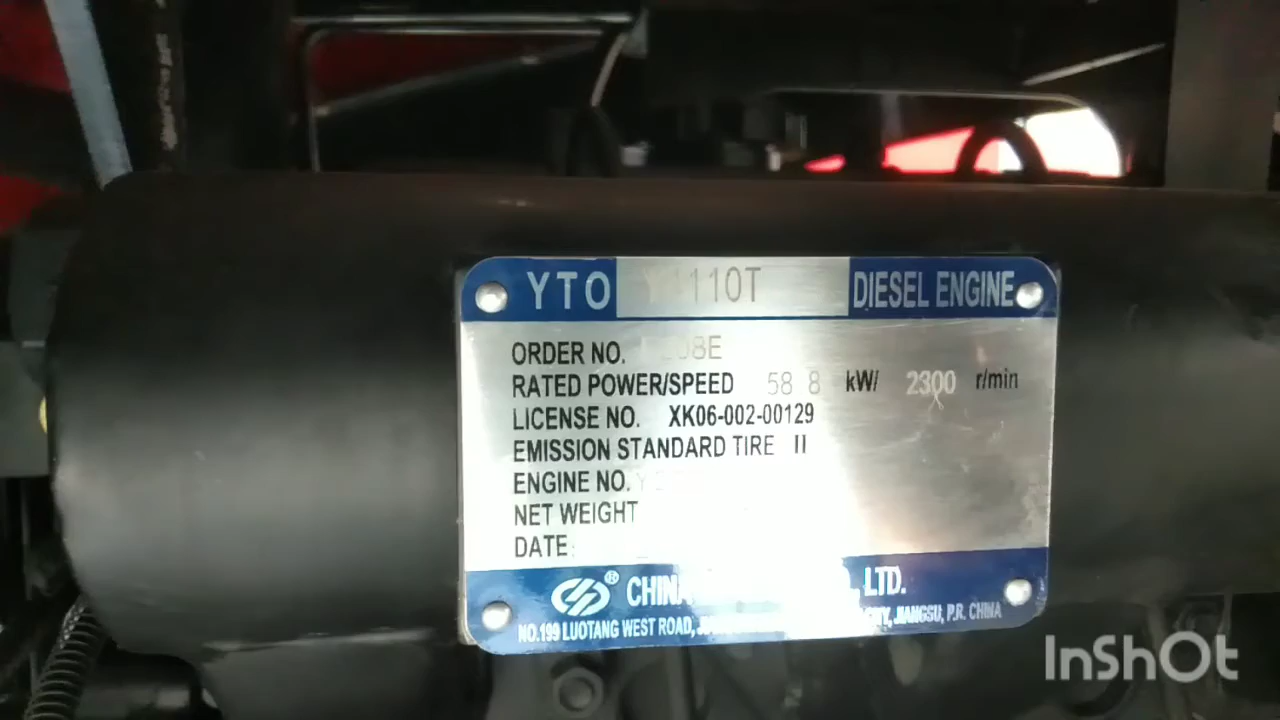 YTO 110T DIESEL ENGINE
ORDER NO.
RATED POWER/SPEED 58 8 kW/ 2300 r/min
LICENSE NO. XK06-002-00129
EMISSION STANDARD TIRE II
ENGINE NO.
NET WEIGHT
DATE:
® CHINA LTD.
NO.199 LUOTANG WEST ROAD, JIANGSU, P.R. CHINA
InShOt